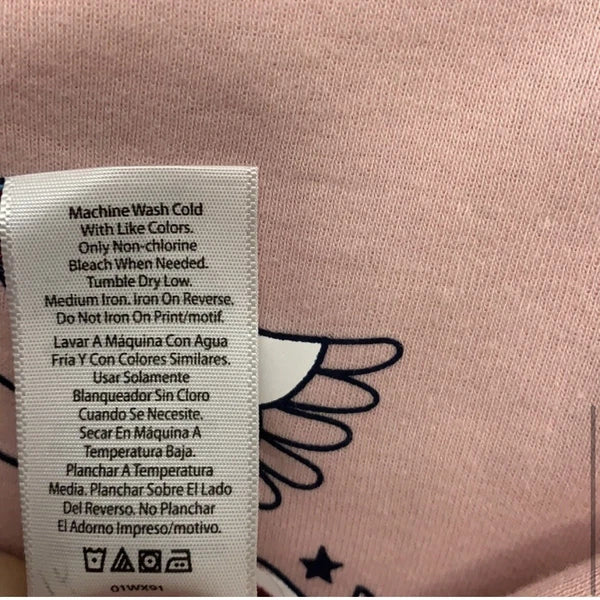 Machine Wash Cold
With Like Colors.
Only Non-chlorine
Bleach When Needed.
Tumble Dry Low.
Medium Iron. Iron On Reverse.
Do Not Iron On Print/motif.
Lavar A Máquina Con Agua
Fría Y Con Colores Similares.
Usar Solamente
Blanqueador Sin Cloro
Cuando Se Necesite.
Secar En Máquina A
Temperatura Baja.
Planchar A Temperatura
Media. Planchar Sobre El Lado
Del Reverso. No Planchar
El Adorno Impreso/motivo.
01WX01